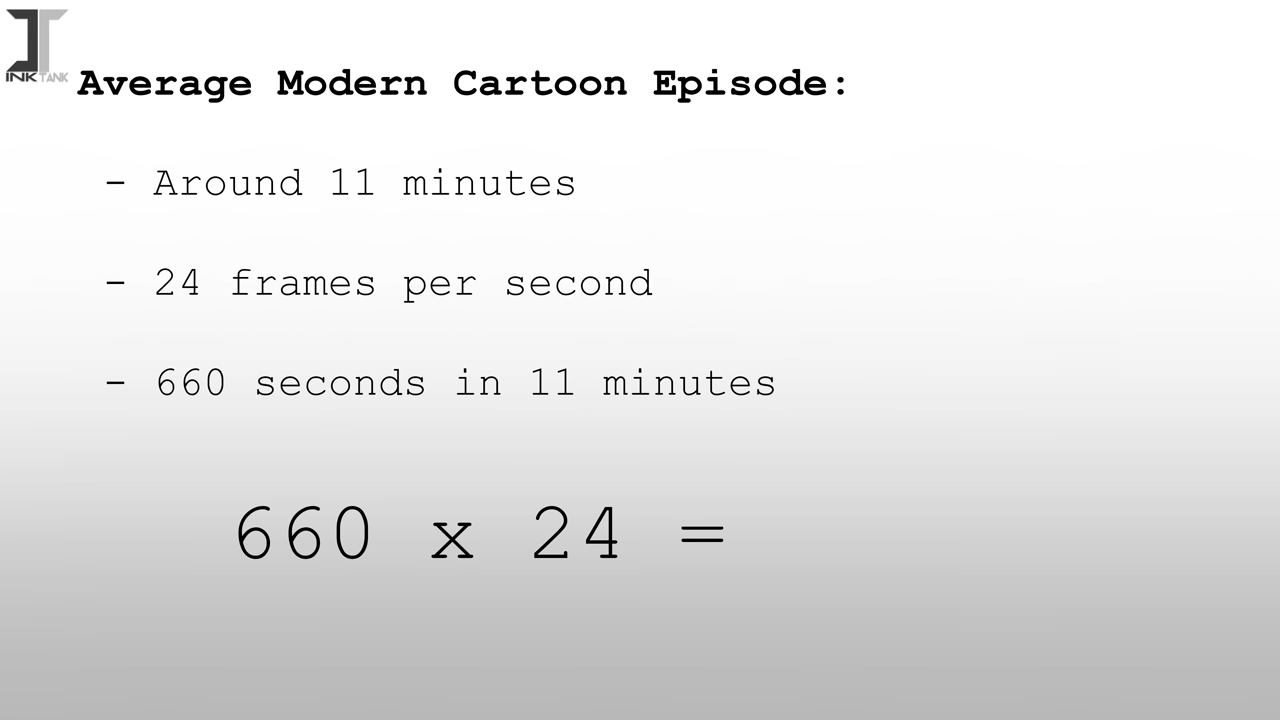 INK TANK
Average Modern Cartoon Episode:
- Around 11 minutes
- 24 frames per second
- 660 seconds in 11 minutes
660 x 24 =